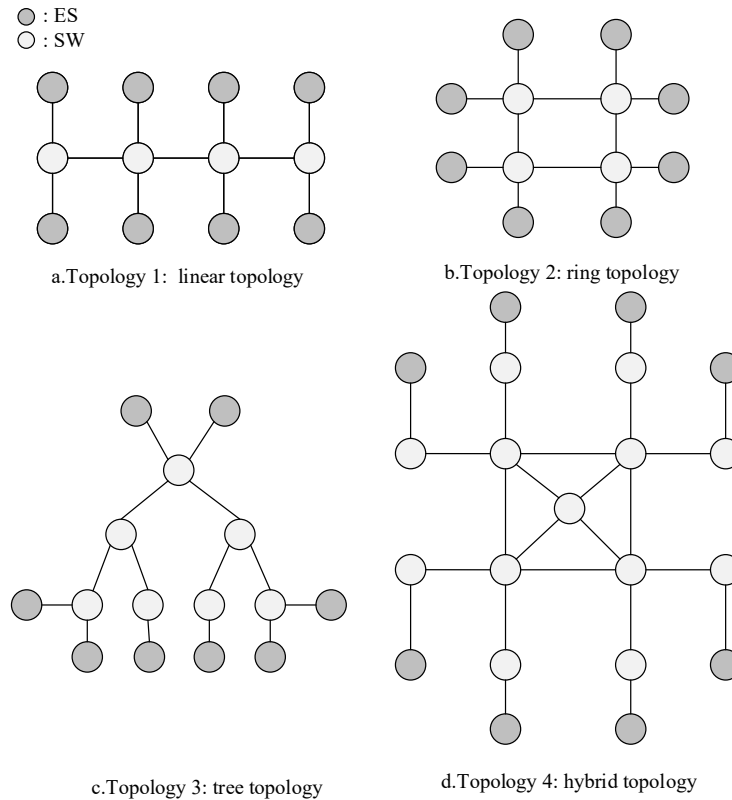 : ES
: SW
a.Topology 1: linear topology
b.Topology 2: ring topology
c.Topology 3: tree topology
d.Topology 4: hybrid topology